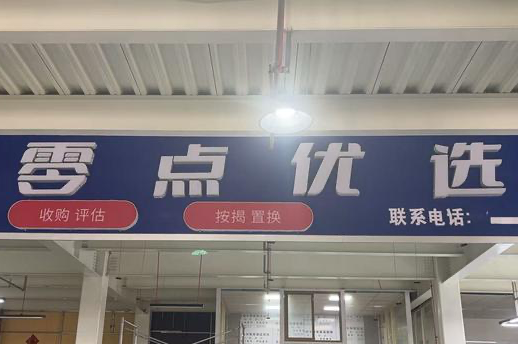 零点优选
收购 评估
按揭 置换
联系电话: